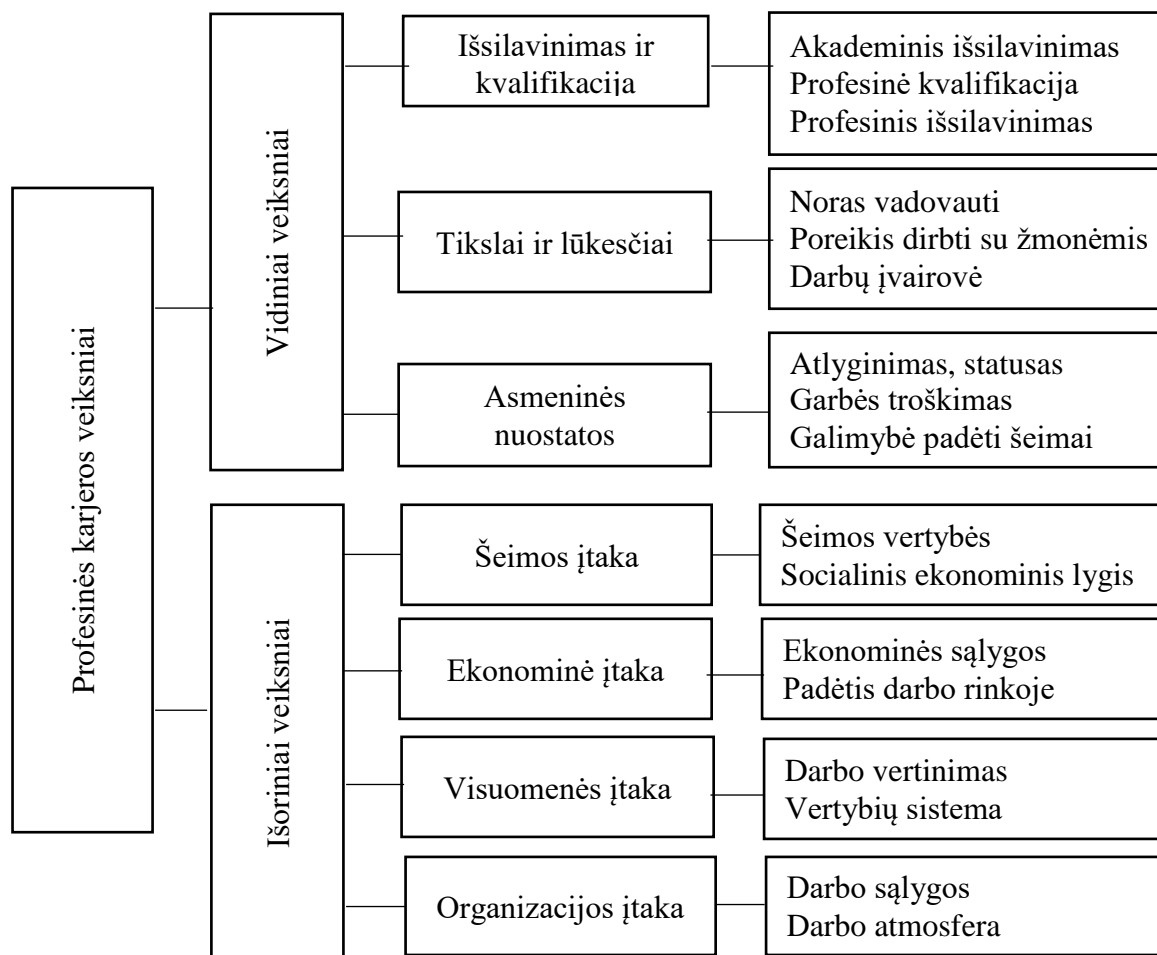 Profesinės karjeros veiksniai
Vidiniai veiksniai
Išsilavinimas ir
kvalifikacija
Akademinis išsilavinimas
Profesinė kvalifikacija
Profesinis išsilavinimas
Tikslai ir lūkesčiai
Noras vadovauti
Poreikis dirbti su žmonėmis
Darbų įvairovė
Asmeninės
nuostatos
Atlyginimas, statusas
Garbės troškimas
Galimybė padėti šeimai
Išoriniai veiksniai
Šeimos įtaka
Šeimos vertybės
Socialinis ekonominis lygis
Ekonominė įtaka
Ekonominės sąlygos
Padėtis darbo rinkoje
Visuomenės įtaka
Darbo vertinimas
Vertybių sistema
Organizacijos įtaka
Darbo sąlygos
Darbo atmosfera